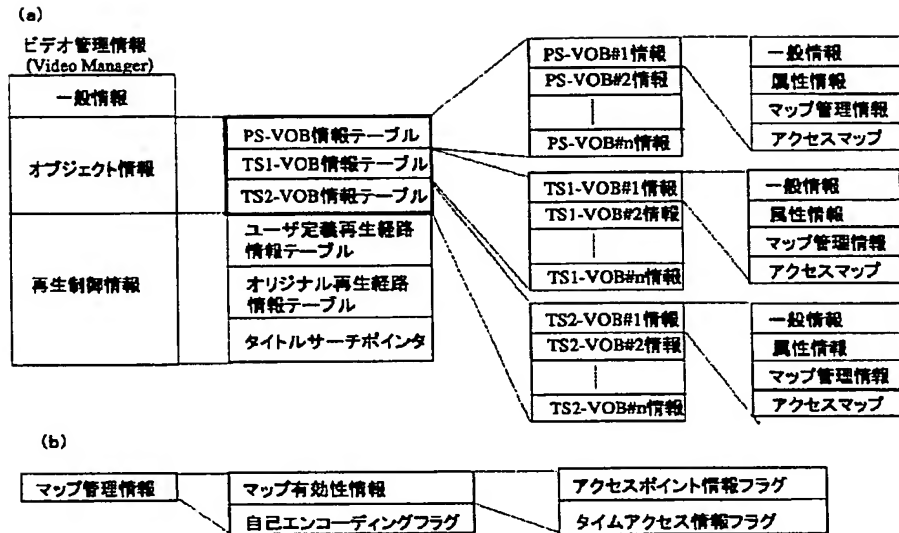 (a)
ビデオ管理情報
(Video Manager)
一般情報
オブジェクト情報
再生制御情報
PS-VOB情報テーブル
TS1-VOB情報テーブル
TS2-VOB情報テーブル
ユーザ定義再生経路
情報テーブル
オリジナル再生経路
情報テーブル
タイトルサーチポインタ
PS-VOB#1情報
PS-VOB#2情報
PS-VOB#n情報
一般情報
属性情報
マップ管理情報
アクセスマップ
TS1-VOB#1情報
TS1-VOB#2情報
TS1-VOB#n情報
一般情報
属性情報
マップ管理情報
アクセスマップ
TS2-VOB#1情報
TS2-VOB#2情報
TS2-VOB#n情報
一般情報
属性情報
マップ管理情報
アクセスマップ
(b)
マップ管理情報
マップ有効性情報
自己エンコーディングフラグ
アクセスポイント情報フラグ
タイムアクセス情報フラグ